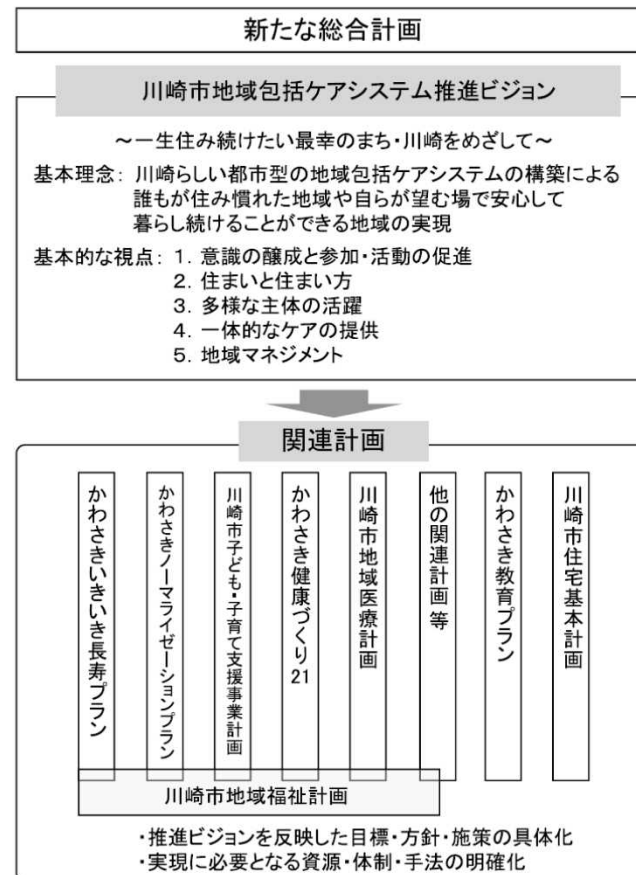 新たな総合計画
川崎市地域包括ケアシステム推進ビジョン
～一生住み続けたい最幸のまち・川崎をめざして～
基本理念：川崎らしい都市型の地域包括ケアシステムの構築による
誰もが住み慣れた地域や自らが望む場で安心して
暮らし続けることができる地域の実現
基本的な視点：1．意識の醸成と参加・活動の促進
2．住まいと住まい方
3．多様な主体の活躍
4．一体的なケアの提供
5．地域マネジメント
関連計画
かわさきいきいき長寿プラン
かわさきノーマライゼーションプラン
川崎市子ども・子育て支援事業計画
かわさき健康づくり21
川崎市地域医療計画
他の関連計画等
かわさき教育プラン
川崎市住宅基本計画
川崎市地域福祉計画
・推進ビジョンを反映した目標・方針・施策の具体化
・実現に必要となる資源・体制・手法の明確化